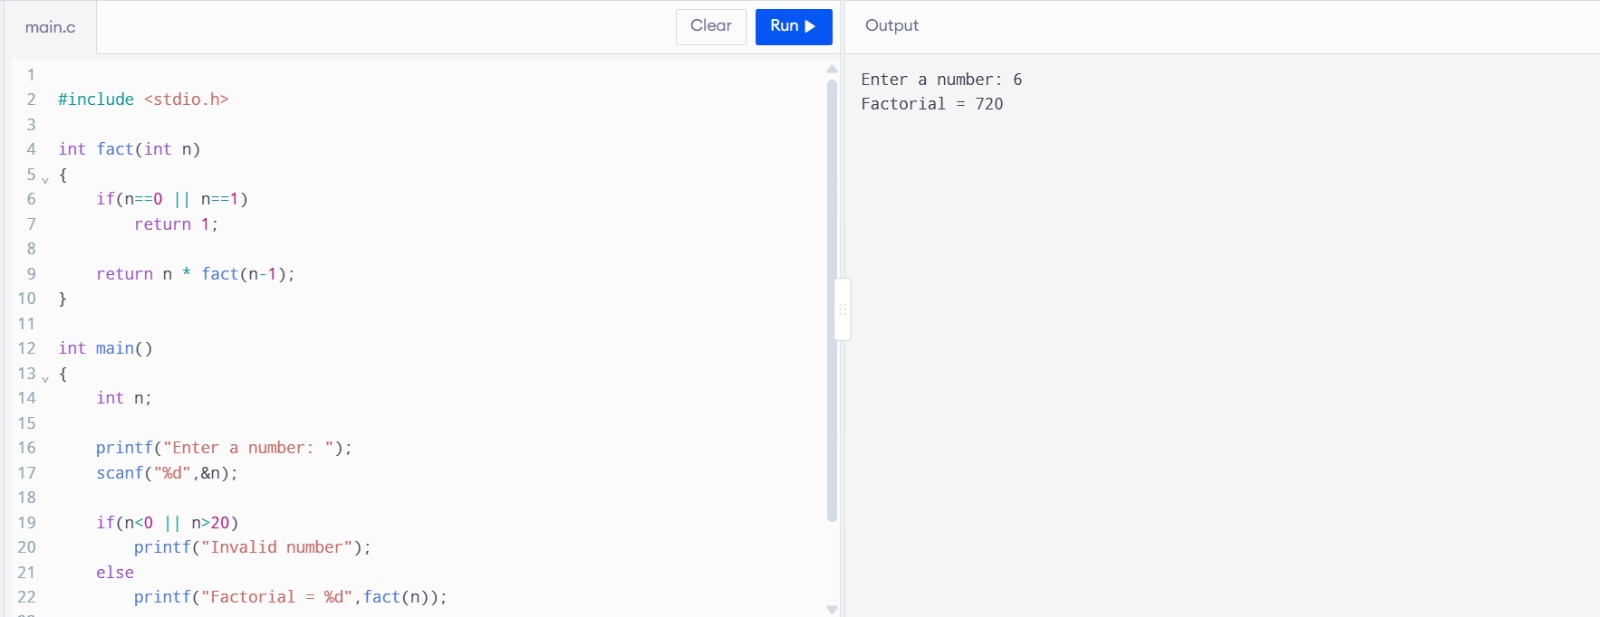 main.c
Clear
Run
1
2 #include <stdio.h>
3
4 int fact(int n)
5 {
6     if(n==0 || n==1)
7         return 1;
8
9     return n * fact(n-1);
10 }
11
12 int main()
13 {
14     int n;
15
16     printf("Enter a number: ");
17     scanf("%d",&n);
18
19     if(n<0 || n>20)
20         printf("Invalid number");
21     else
22         printf("Factorial = %d",fact(n));
Output
Enter a number: 6
Factorial = 720